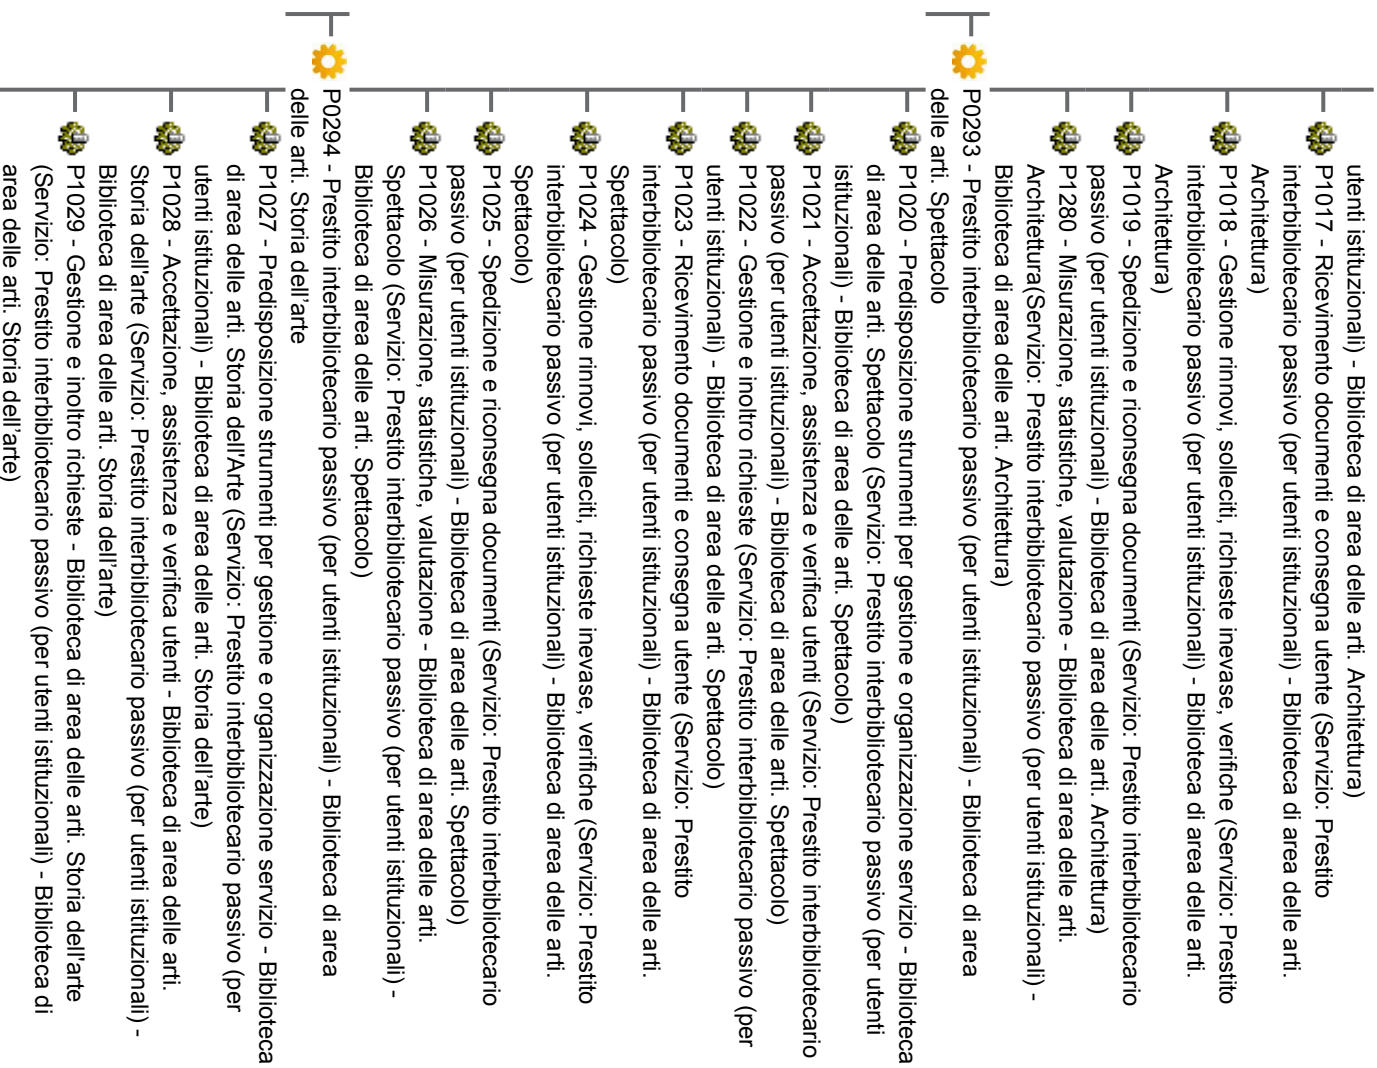 utenti istituzionali) - Biblioteca di area delle arti. Architettura)
P1017 - Ricevimento documenti e consegna utente (Servizio: Prestito
interbibliotecario passivo (per utenti istituzionali) - Biblioteca di area delle arti.
Architettura)
P1018 - Gestione rinnovi, solleciti, richieste inevase, verifiche (Servizio: Prestito
interbibliotecario passivo (per utenti istituzionali) - Biblioteca di area delle arti.
Architettura)
P1019 - Spedizione e riconsegna documenti (Servizio: Prestito interbibliotecario
passivo (per utenti istituzionali) - Biblioteca di area delle arti. Architettura)
P1280 - Misurazione, statistiche, valutazione - Biblioteca di area delle arti.
Architettura(Servizio: Prestito interbibliotecario passivo (per utenti istituzionali) -
Biblioteca di area delle arti. Architettura)
P0293 - Prestito interbibliotecario passivo (per utenti istituzionali) - Biblioteca di area
delle arti. Spettacolo
P1020 - Predisposizione strumenti per gestione e organizzazione servizio - Biblioteca
di area delle arti. Spettacolo (Servizio: Prestito interbibliotecario passivo (per utenti
istituzionali) - Biblioteca di area delle arti. Spettacolo)
P1021 - Accettazione, assistenza e verifica utenti (Servizio: Prestito interbibliotecario
passivo (per utenti istituzionali) - Biblioteca di area delle arti. Spettacolo)
P1022 - Gestione e inoltro richieste (Servizio: Prestito interbibliotecario passivo (per
utenti istituzionali) - Biblioteca di area delle arti. Spettacolo)
P1023 - Ricevimento documenti e consegna utente (Servizio: Prestito
interbibliotecario passivo (per utenti istituzionali) - Biblioteca di area delle arti.
Spettacolo)
P1024 - Gestione rinnovi, solleciti, richieste inevase, verifiche (Servizio: Prestito
interbibliotecario passivo (per utenti istituzionali) - Biblioteca di area delle arti.
Spettacolo)
P1025 - Spedizione e riconsegna documenti (Servizio: Prestito interbibliotecario
passivo (per utenti istituzionali) - Biblioteca di area delle arti. Spettacolo)
P1026 - Misurazione, statistiche, valutazione - Biblioteca di area delle arti.
Spettacolo (Servizio: Prestito interbibliotecario passivo (per utenti istituzionali) -
Biblioteca di area delle arti. Spettacolo)
P0294 - Prestito interbibliotecario passivo (per utenti istituzionali) - Biblioteca di area
delle arti. Storia dell'arte
P1027 - Predisposizione strumenti per gestione e organizzazione servizio - Biblioteca
di area delle arti. Storia dell'Arte (Servizio: Prestito interbibliotecario passivo (per
utenti istituzionali) - Biblioteca di area delle arti. Storia dell'arte)
P1028 - Accettazione, assistenza e verifica utenti - Biblioteca di area delle arti.
Storia dell'arte (Servizio: Prestito interbibliotecario passivo (per utenti istituzionali) -
Biblioteca di area delle arti. Storia dell'arte)
P1029 - Gestione e inoltro richieste - Biblioteca di area delle arti. Storia dell'arte
(Servizio: Prestito interbibliotecario passivo (per utenti istituzionali) - Biblioteca di
area delle arti. Storia dell'arte)